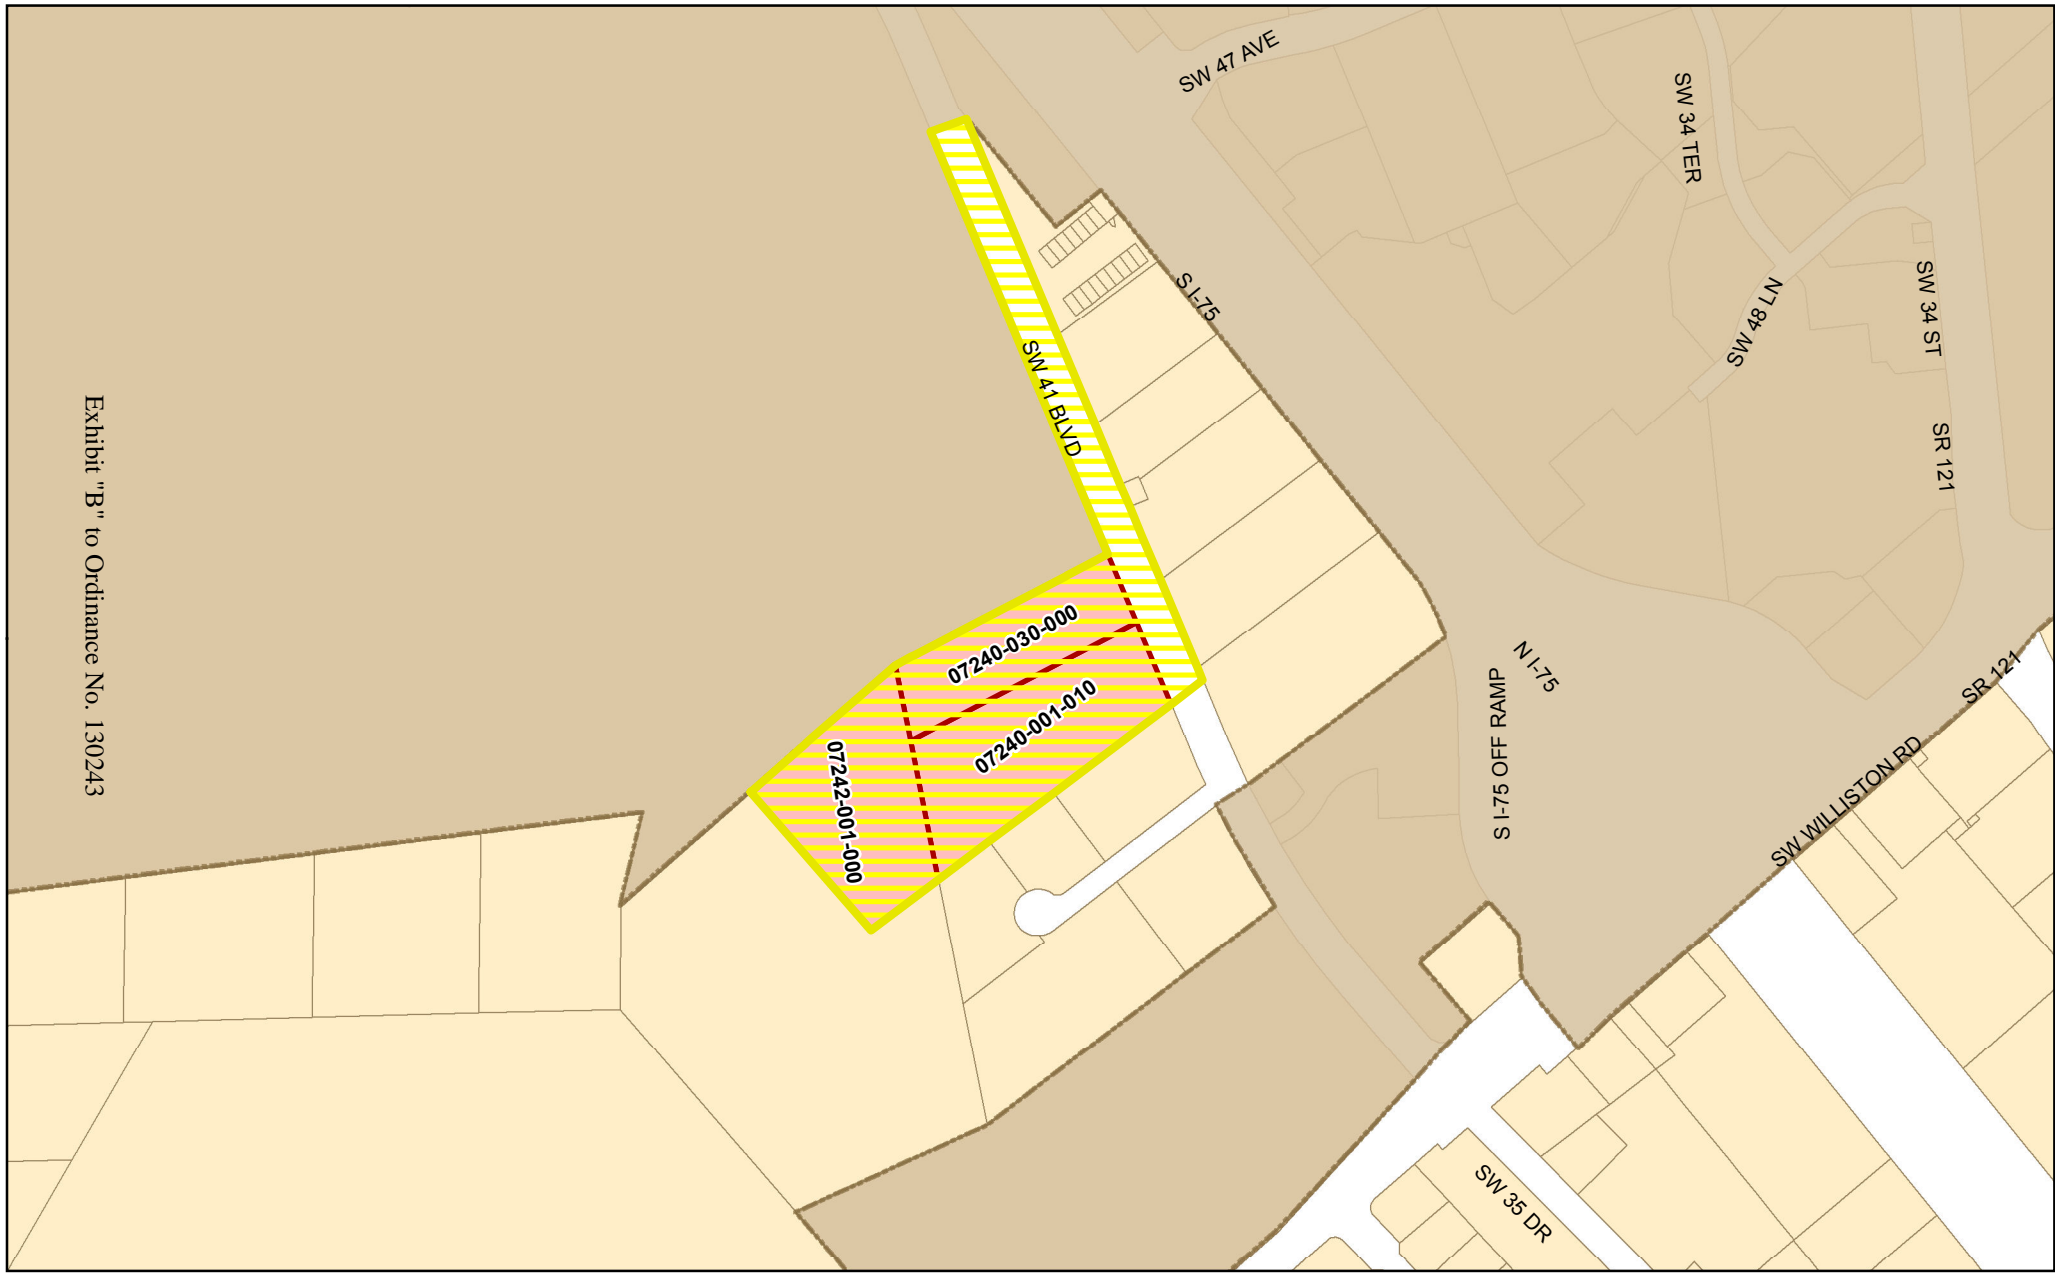 SW 47 AVE
SW 34 TER
SW 34 ST
SW 48 LN
S I-75
SW 41 BLVD
SR 121
Exhibit "B" to Ordinance No. 130243
07240-030-000
07240-001-010
07242-001-000
N I-75
S I-75 OFF RAMP
SR 121
SW WILLISTON RD
SW 35 DR